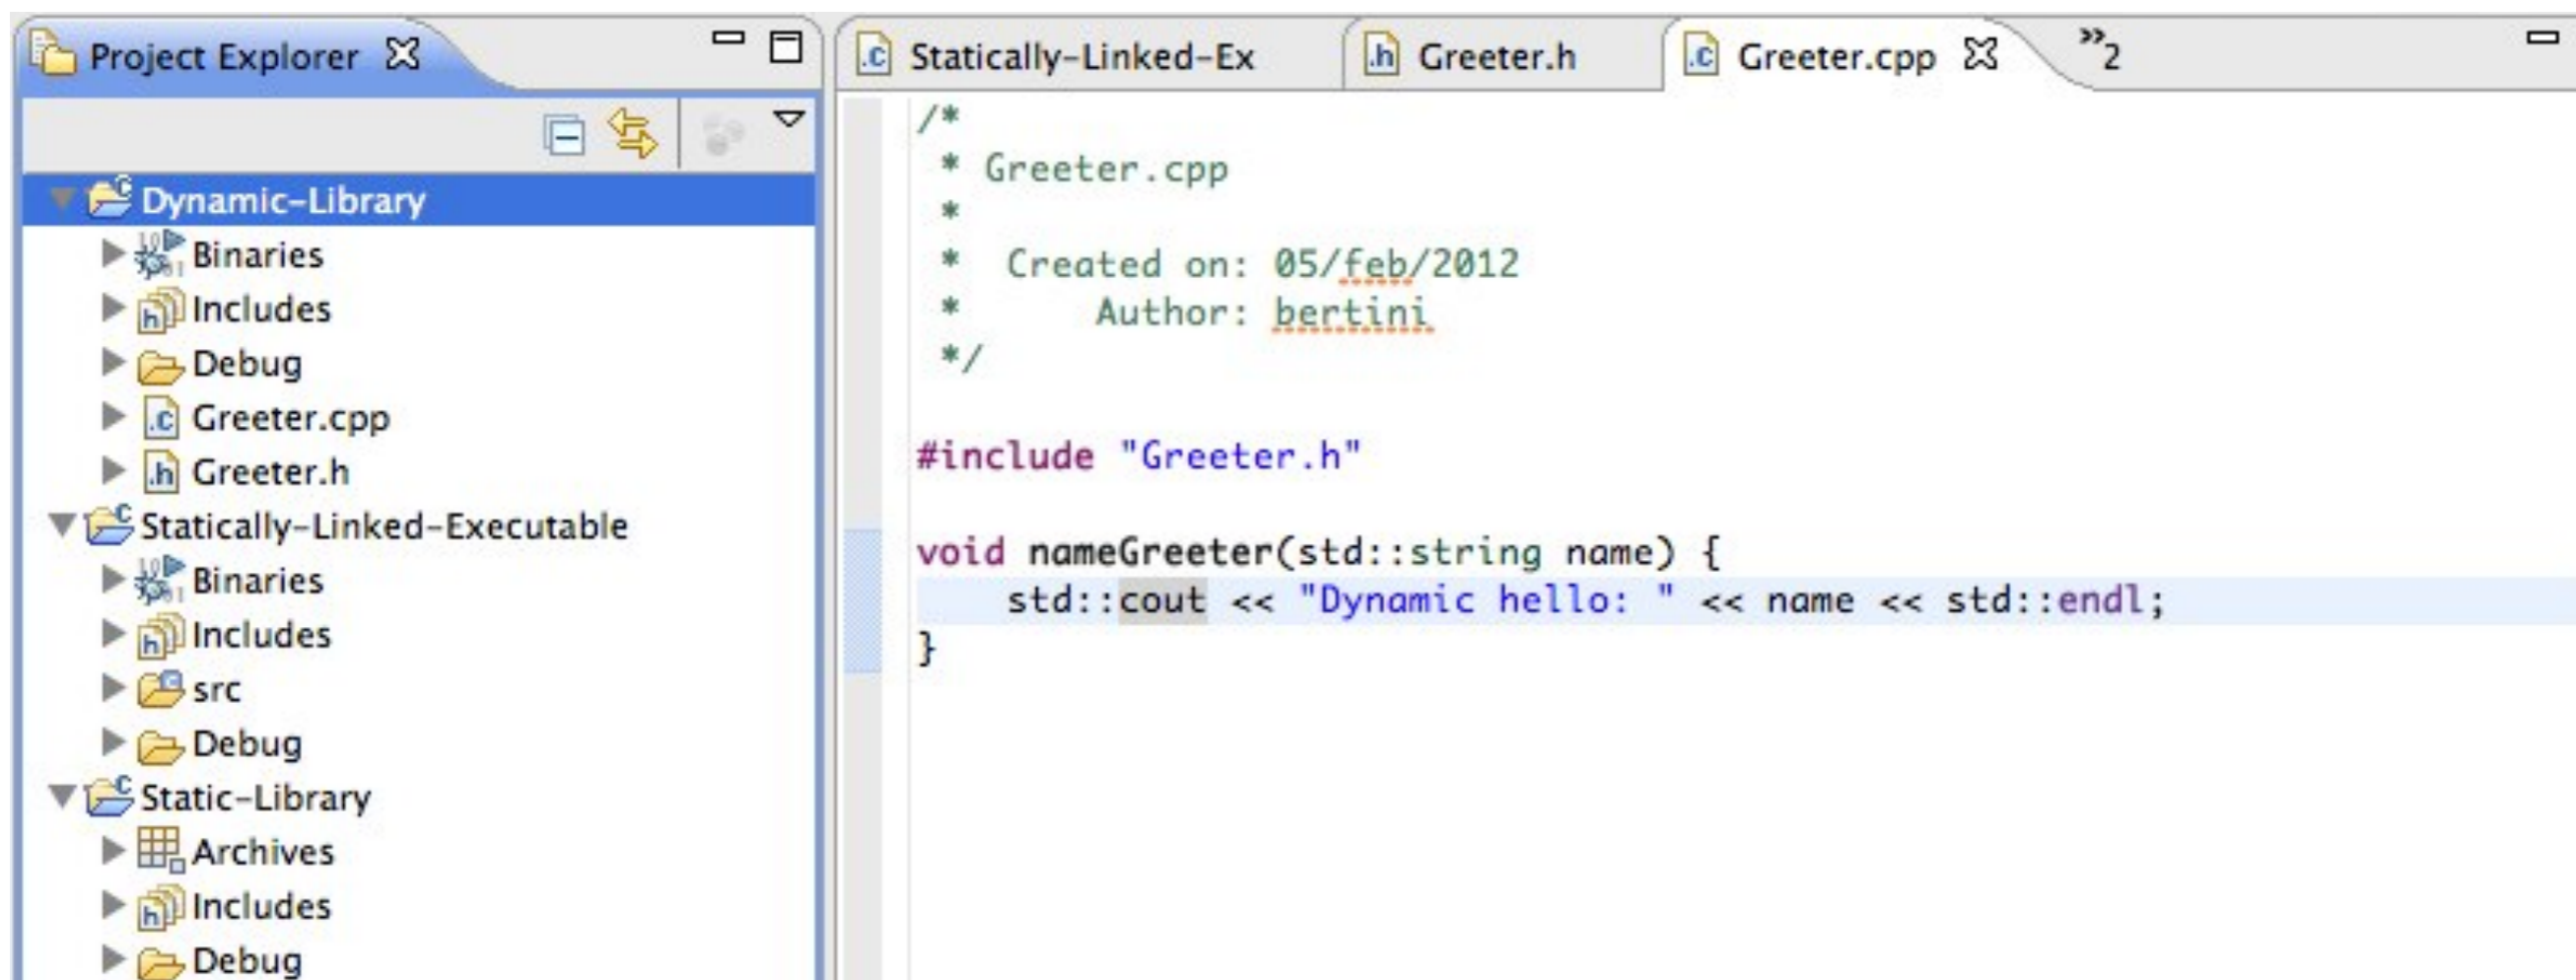 Project Explorer
Dynamic-Library
Binaries
Includes
Debug
Greeter.cpp
Greeter.h
Statically-Linked-Executable
Binaries
Includes
src
Debug
Static-Library
Archives
Includes
Debug
.c Statically-Linked-Ex .h Greeter.h .c Greeter.cpp »2
/*
 * Greeter.cpp
 *
 *  Created on: 05/feb/2012
 *      Author: bertini
 */

#include "Greeter.h"

void nameGreeter(std::string name) {
    std::cout << "Dynamic hello: " << name << std::endl;
}